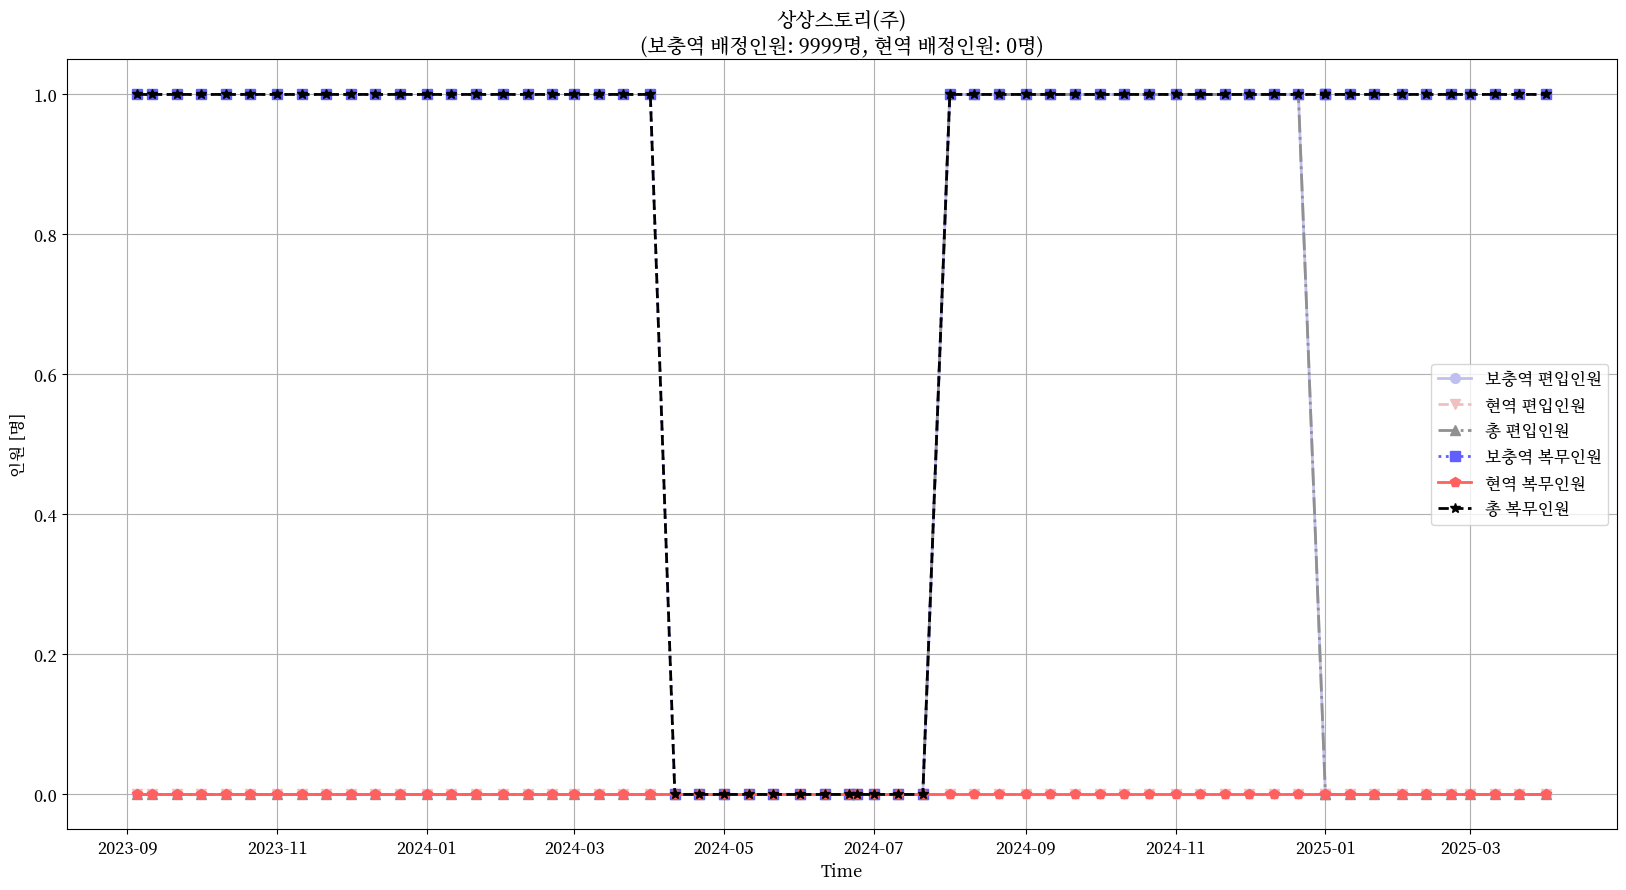 상상스토리(주)
(보충역 배정인원: 9999명, 현역 배정인원: 0명)
인원 [명]
1.0
0.8
0.6
0.4
0.2
0.0
보충역 편입인원
현역 편입인원
총 편입인원
보충역 복무인원
현역 복무인원
총 복무인원
2023-09 2023-11 2024-01 2024-03 2024-05 2024-07 2024-09 2024-11 2025-01 2025-03
Time